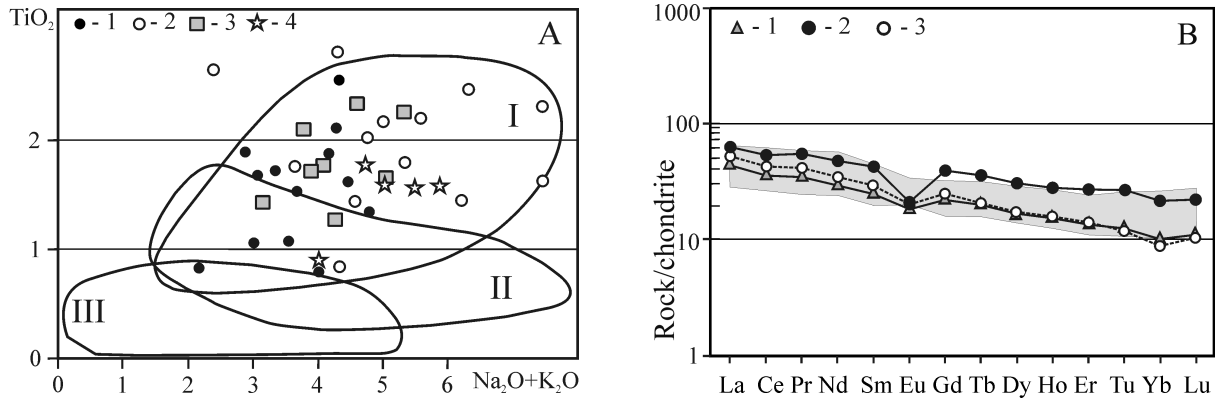 TiO₂
- 1 - 2 - 3 - 4
A
I
2
1
II
III
0
0 1 2 3 4 5 6 Na₂O+K₂O
1000
- 1 - 2 - 3
B
100
10
1
Rock/chondrite
La Ce Pr Nd Sm Eu Gd Tb Dy Ho Er Tu Yb Lu